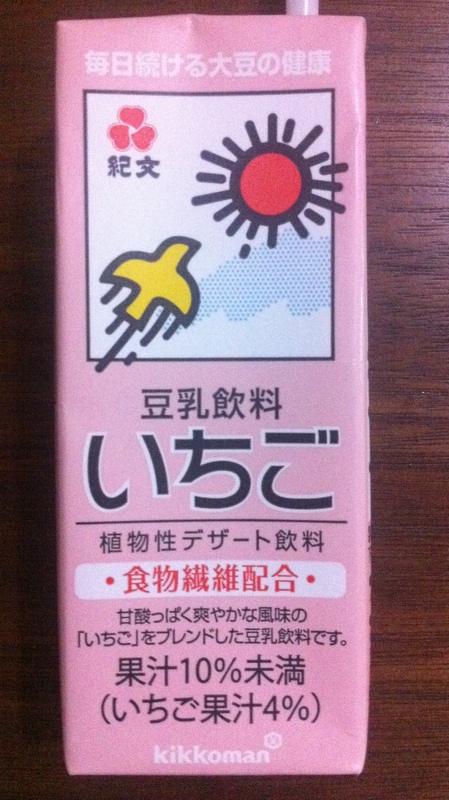 毎日続ける大豆の健康
紀文
豆乳飲料
いちご
植物性デザート飲料
・食物繊維配合・
甘酸っぱく爽やかな風味の
「いちご」をブレンドした豆乳飲料です。
果汁10%未満
(いちご果汁4%)
kikkoman